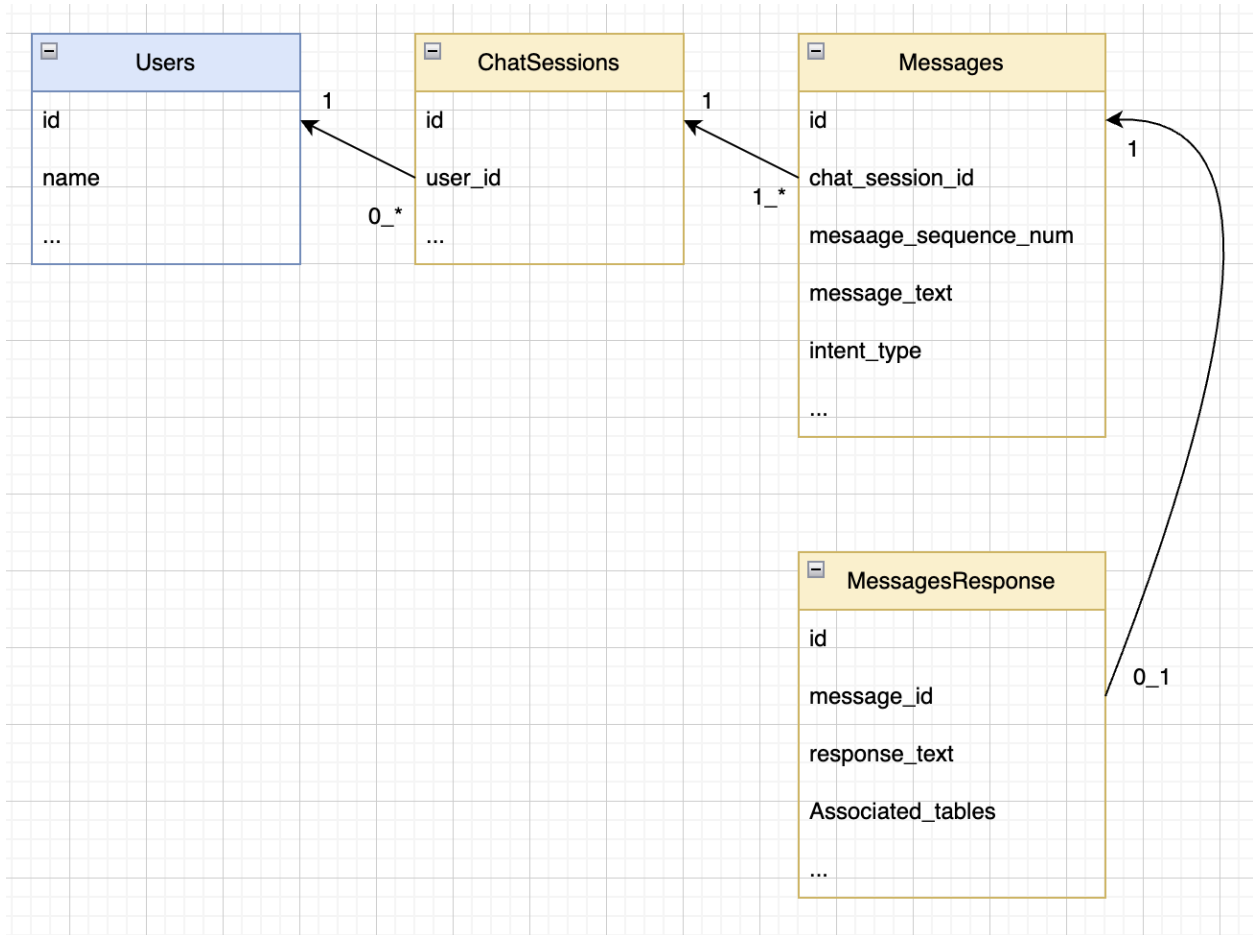 Users
id
name
...
1
0_*
ChatSessions
id
user_id
...
1
1_*
Messages
id
chat_session_id
mesaage_sequence_num
message_text
intent_type
...
1
MessagesResponse
id
message_id
response_text
Associated_tables
...
0_1